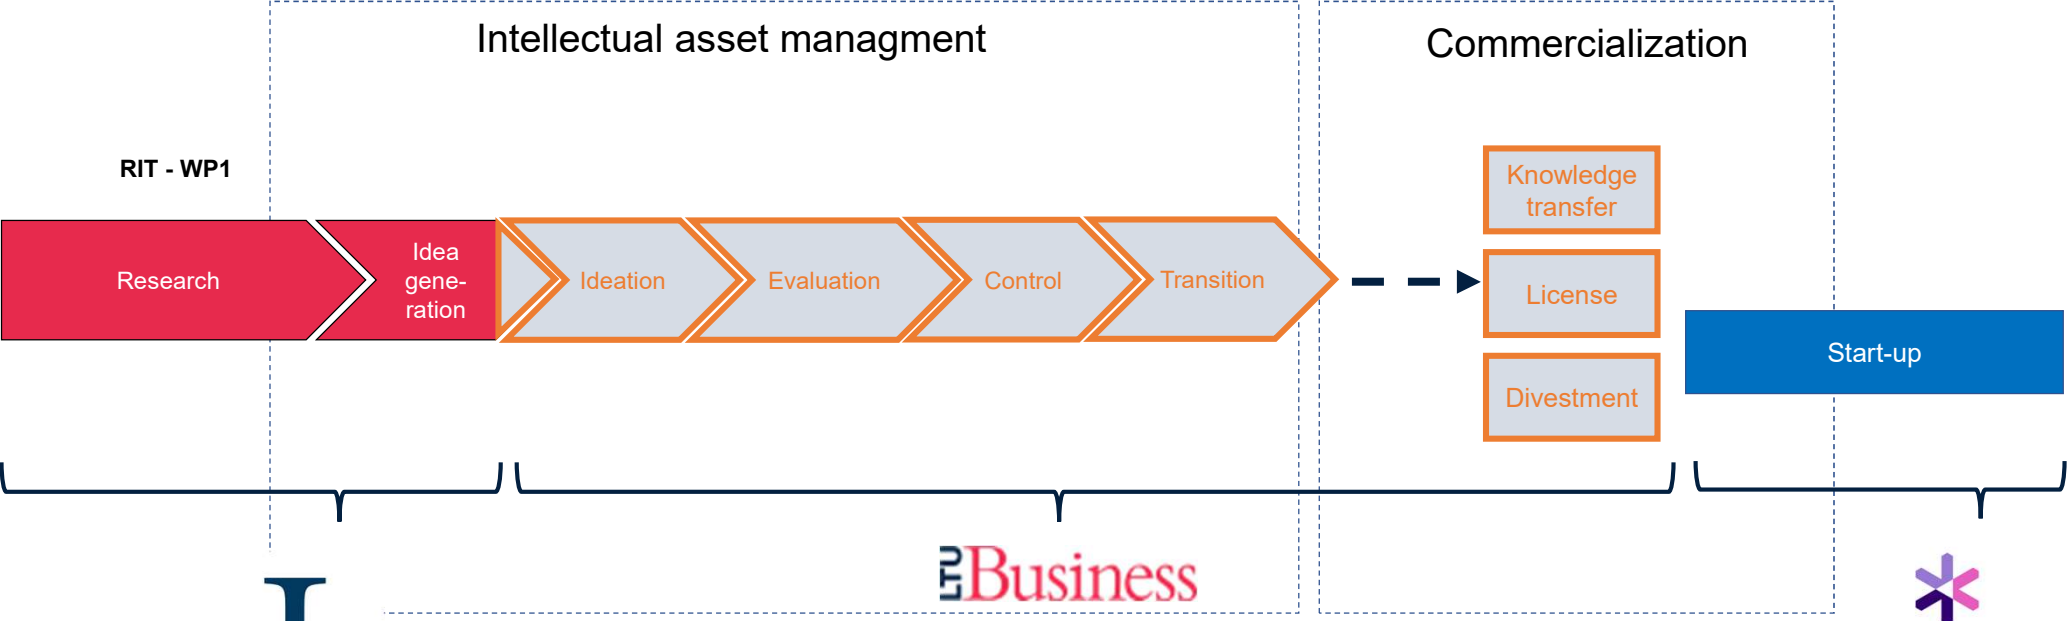 Intellectual asset managment
Commercialization
RIT - WP1
Research
Idea
gene-
ration
Ideation
Evaluation
Control
Transition
Knowledge
transfer
License
Divestment
Start-up
LTU Business